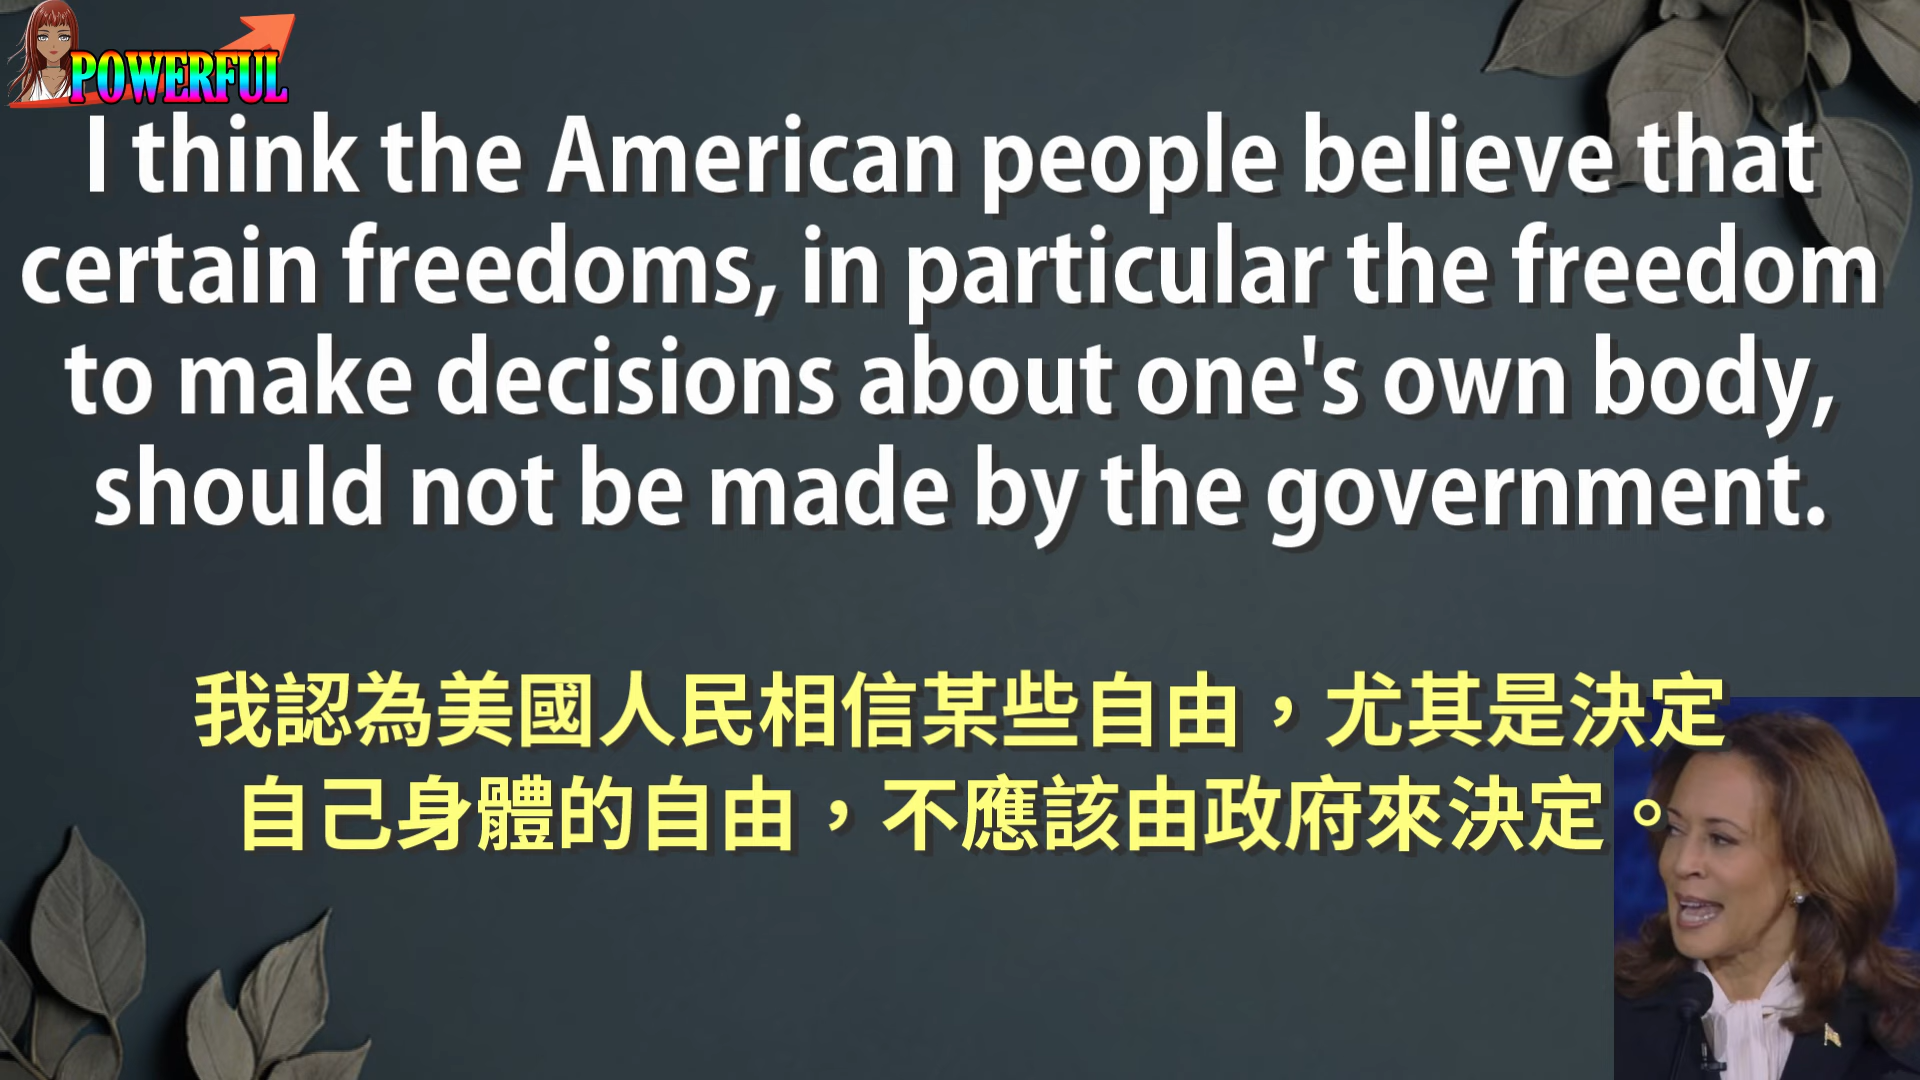 POWERFUL
I think the American people believe that
certain freedoms, in particular the freedom
to make decisions about one's own body,
should not be made by the government.
我認為美國人民相信某些自由，尤其是決定
自己身體的自由，不應該由政府來決定。